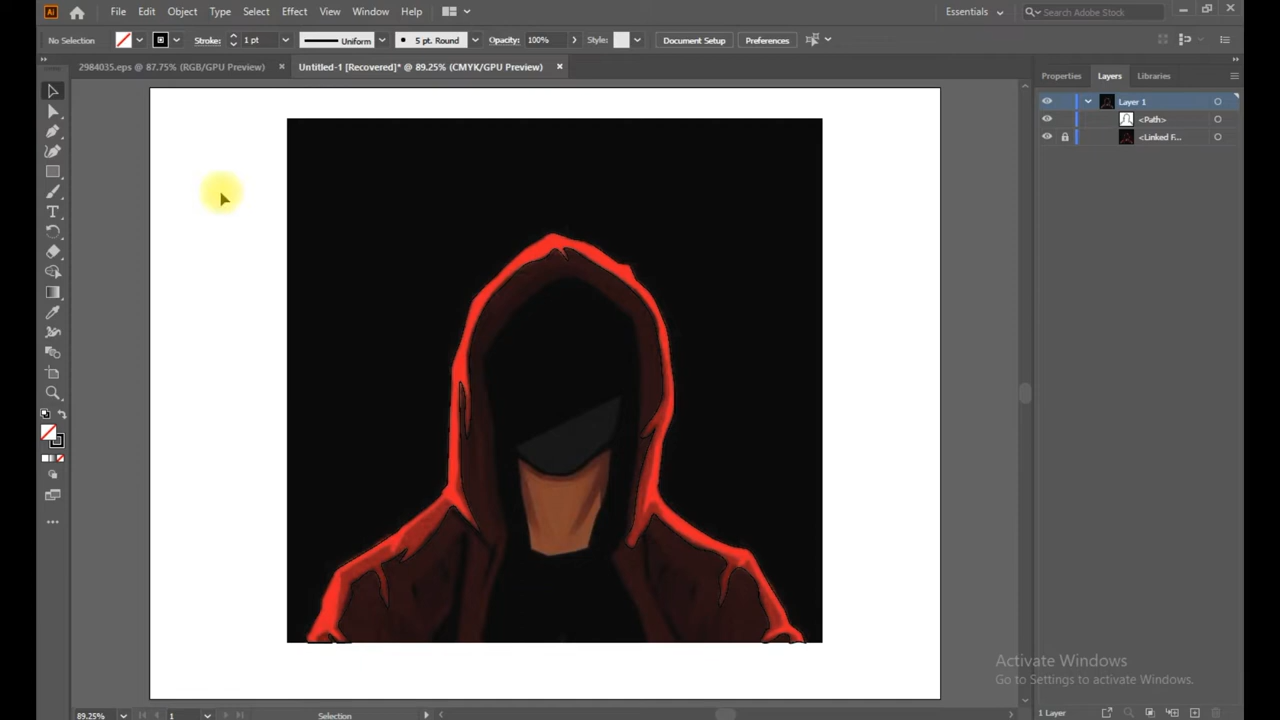 Ai File Edit Object Type Select Effect View Window Help Essentials Search Adobe Stock
No Selection Stroke: 1 pt Uniform 5 pt. Round Opacity: 100% Style: Document Setup Preferences
2984035.eps @ 87.75% (RGB/GPU Preview) Untitled-1 [Recovered]* @ 89.25% (CMYK/GPU Preview)
Properties Layers Libraries
Layer 1
<Path>
<Linked F...
Activate Windows
Go to Settings to activate Windows.
89.25% 1 Selection 1 Layer